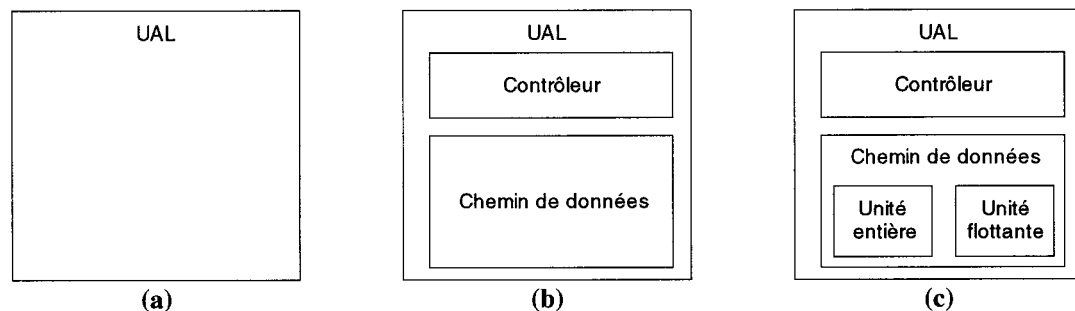 UAL
(a)
UAL
Contrôleur
Chemin de données
(b)
UAL
Contrôleur
Chemin de données
Unité
entière
Unité
flottante
(c)